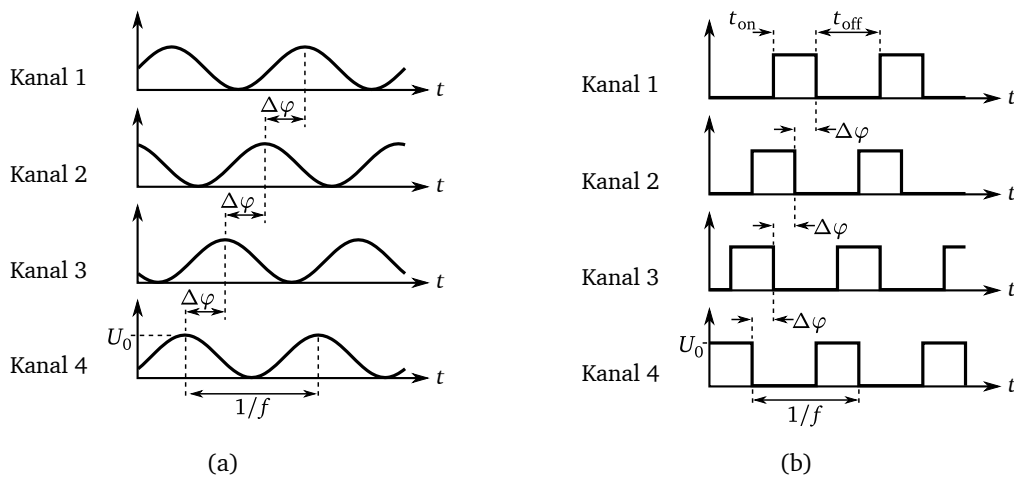 Kanal 1
t
Δφ
Kanal 2
t
Δφ
Kanal 3
t
Δφ
U₀
Kanal 4
t
1/f
(a)
t_on
t_off
Kanal 1
t
Δφ
Kanal 2
t
Δφ
Kanal 3
t
Δφ
U₀
Kanal 4
t
1/f
(b)